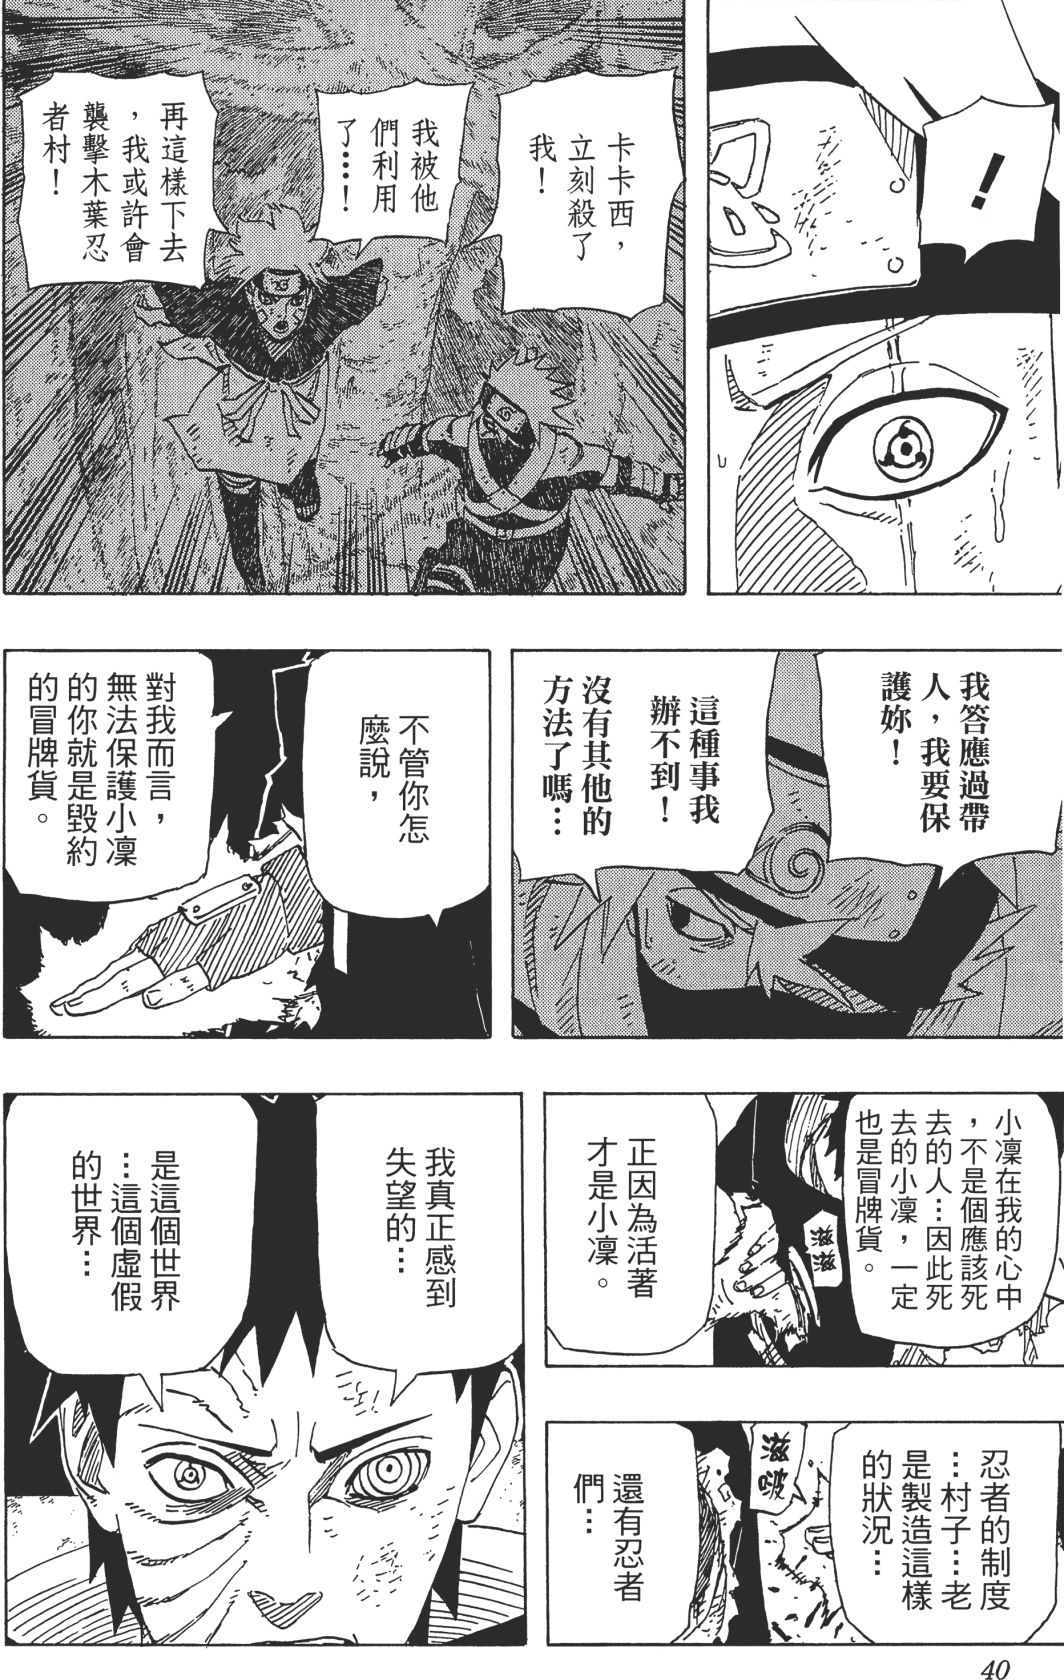 ！
卡卡西，
立刻殺了
我！
我被他
們利用
了…！
再這樣下去
，我或許會
襲擊木葉忍
者村！
我答應過帶
人，我要保
護妳！
這種事我
辦不到！
沒有其他的
方法了嗎…
不管你怎
麼說，
對我而言，
無法保護小凜
的你就是毀約
的冒牌貨。
小凜在我的心中
，不是個應該死
去的人…因此死
去的小凜，一定
也是冒牌貨。
滋滋
正因為活著
才是小凜。
我真正感到
失望的…
是這個世界
…這個虛假
的世界…
忍者的制度
…村子…老
是製造這樣
的狀況…
滋啵
還有忍者
們…
40